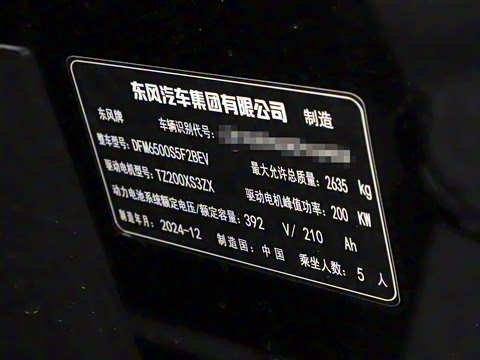 东风汽车集团有限公司 制造
东风牌 车辆识别代号:
整车型号: DFM6500S5F2BEV 最大允许总质量: 2635 kg
驱动电机型号: TZ200XS3ZX 驱动电机峰值功率: 200 KW
动力电池系统额定电压/额定容量: 392 V/ 210 Ah
制造年月: 2024-12 制造国: 中国 乘坐人数: 5 人